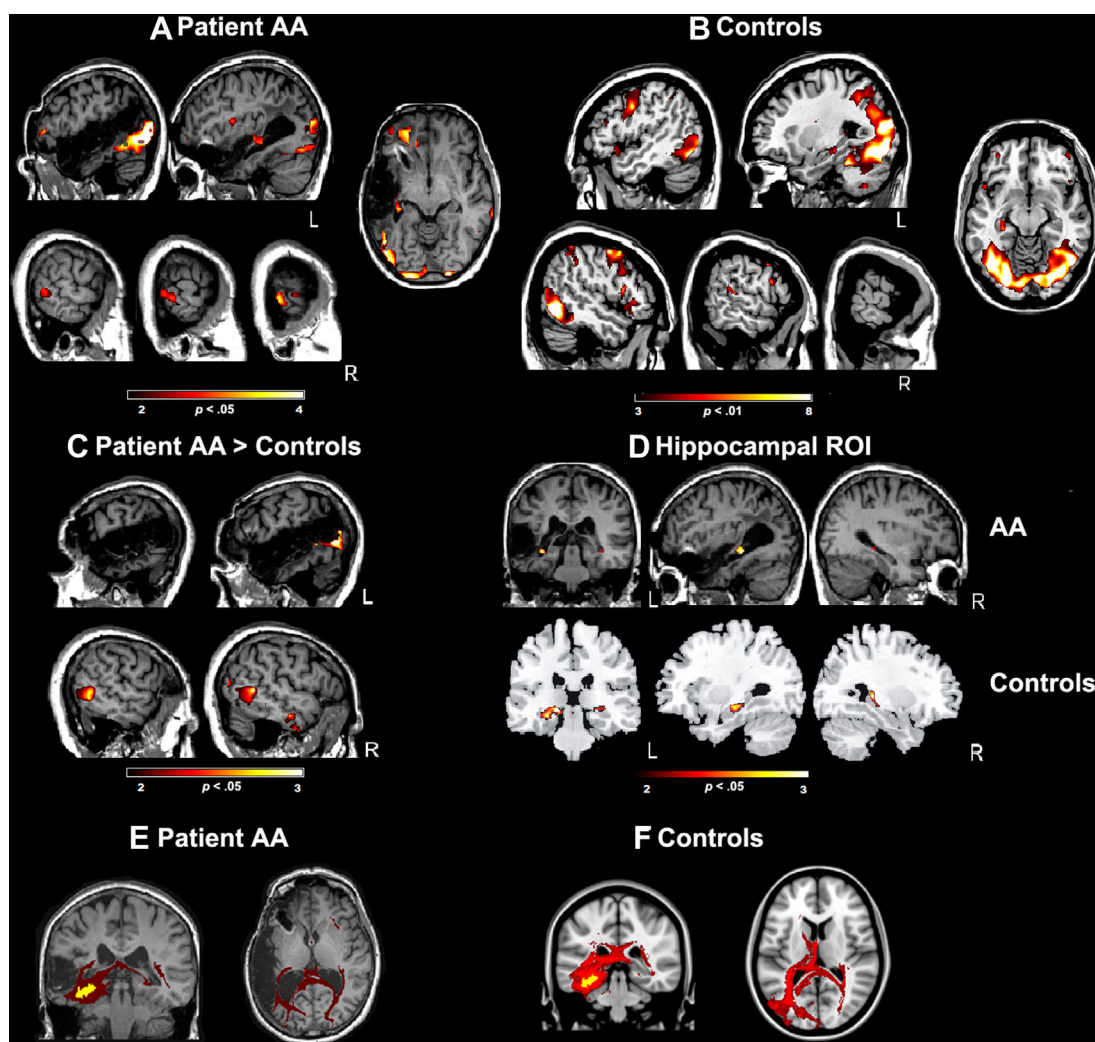 A Patient AA
B Controls
L
L
R
R
2 p < .05 4
3 p < .01 8
C Patient AA > Controls
D Hippocampal ROI
AA
L
L
R
Controls
R
L
R
2 p < .05 3
2 p < .05 3
E Patient AA
F Controls